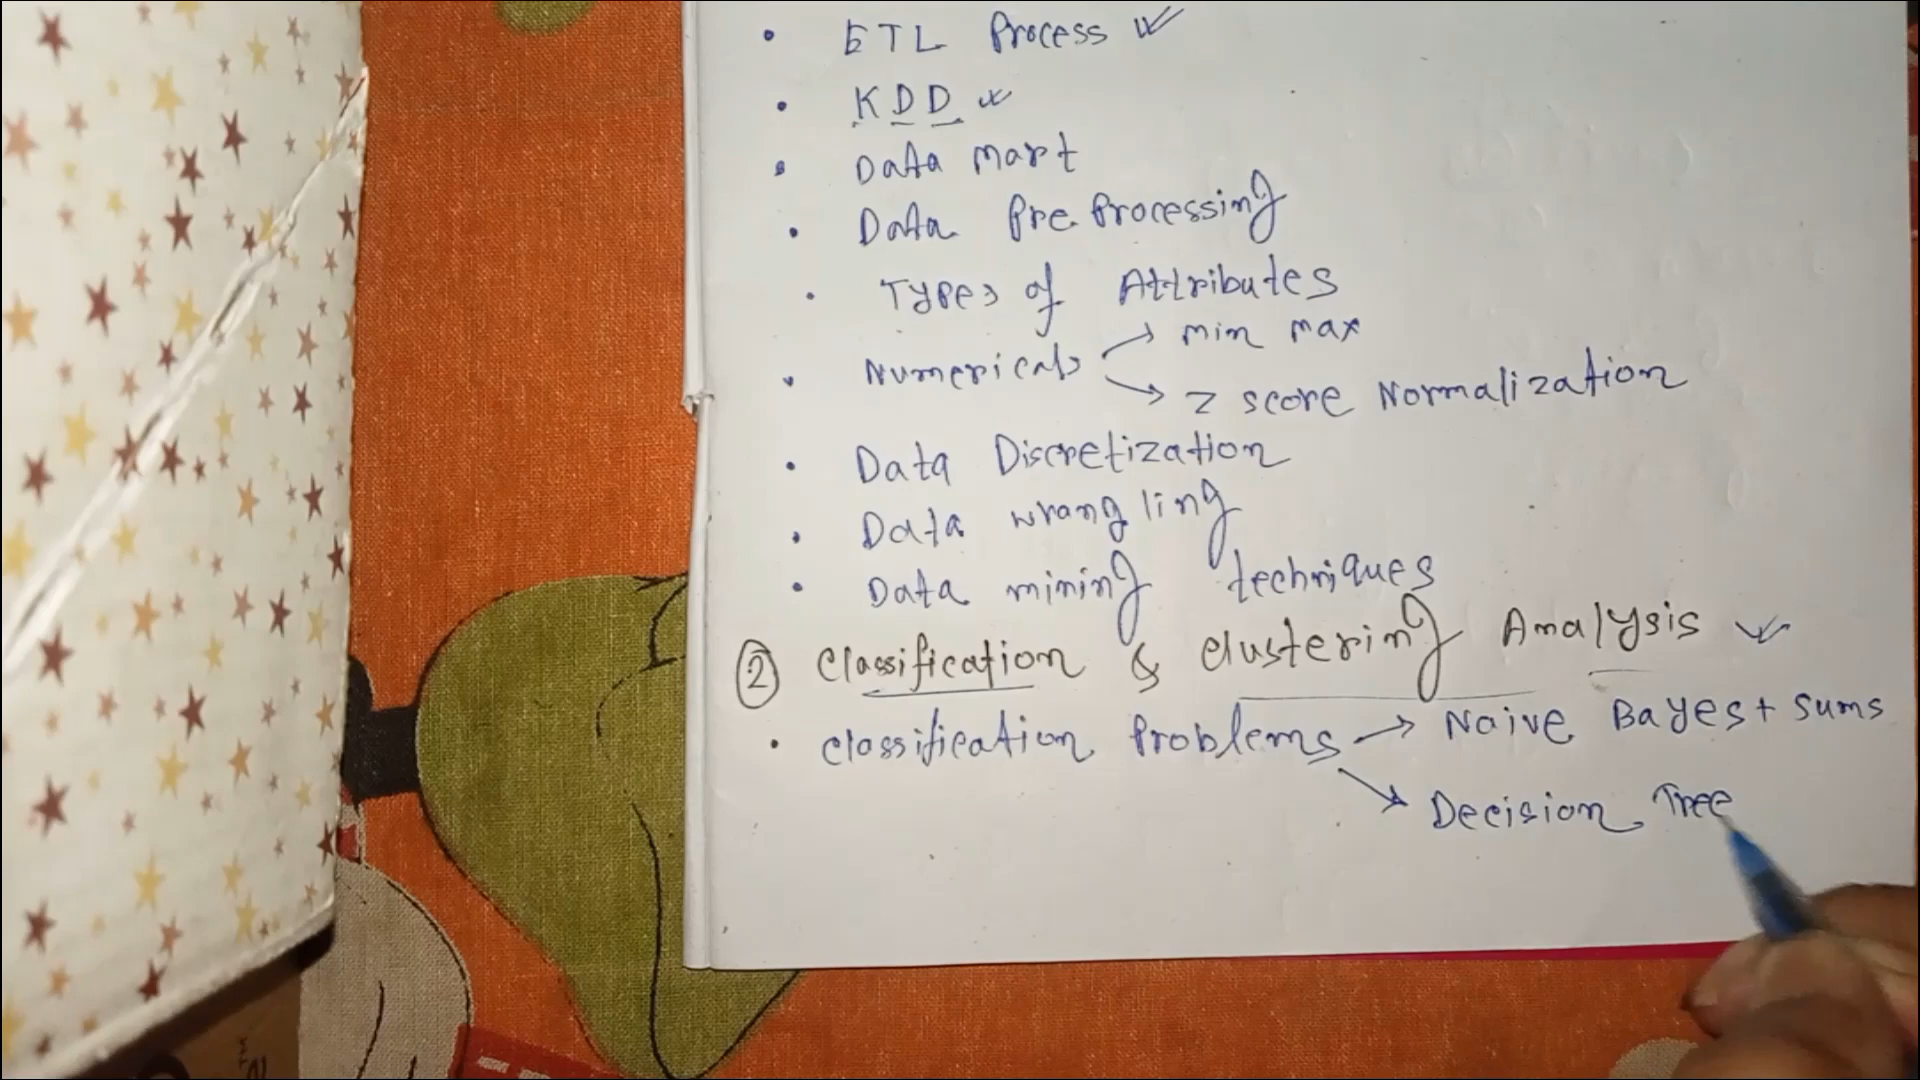 ETL Process
KDD
Data Mart
Data Pre Processing
Types of Attributes
Numericals → min max
→ Z score Normalization
Data Discretization
Data wrangling
Data mining techniques
② Classification & Clustering Analysis
classification Problems → Naive Bayes + sums
→ Decision Tree